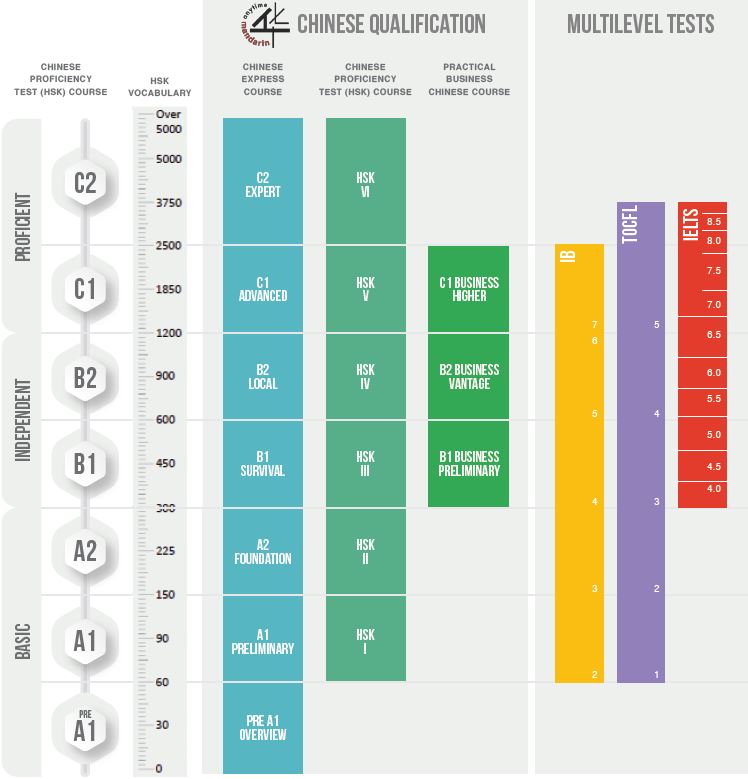 anytime
mandarin
CHINESE QUALIFICATION
MULTILEVEL TESTS
CHINESE
PROFICIENCY
TEST (HSK) COURSE
HSK
VOCABULARY
CHINESE
EXPRESS
COURSE
CHINESE
PROFICIENCY
TEST (HSK) COURSE
PRACTICAL
BUSINESS
CHINESE COURSE
PROFICIENT
INDEPENDENT
BASIC
C2
C1
B2
B1
A2
A1
PRE
A1
Over
5000
5000
3750
2500
1850
1200
900
600
450
300
225
150
90
60
30
0
C2
EXPERT
C1
ADVANCED
B2
LOCAL
B1
SURVIVAL
A2
FOUNDATION
A1
PRELIMINARY
PRE A1
OVERVIEW
HSK
VI
HSK
V
HSK
IV
HSK
III
HSK
II
HSK
I
C1 BUSINESS
HIGHER
B2 BUSINESS
VANTAGE
B1 BUSINESS
PRELIMINARY
IB
7
6
5
4
3
2
TOCFL
5
4
3
2
1
IELTS
8.5
8.0
7.5
7.0
6.5
6.0
5.5
5.0
4.5
4.0